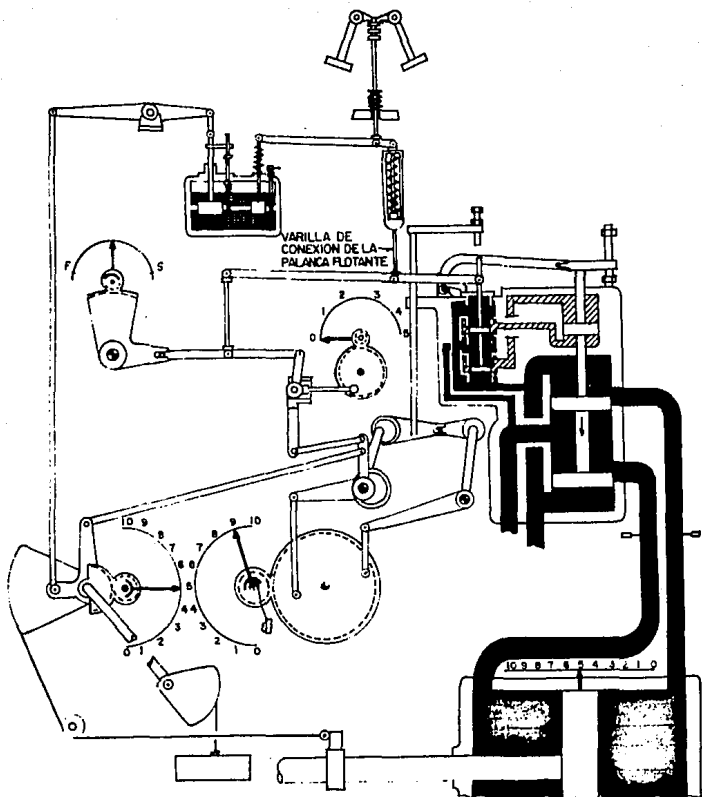 VARILLA DE
CONEXION DE LA
PALANCA FLOTANTE
F S
0 1 2 3 4 5
10 9 8 7 6 5 4 3 2 1 0
10 9 8 7 6 4 3 2 1 0
10 9 8 7 6 5 4 3 2 1 0